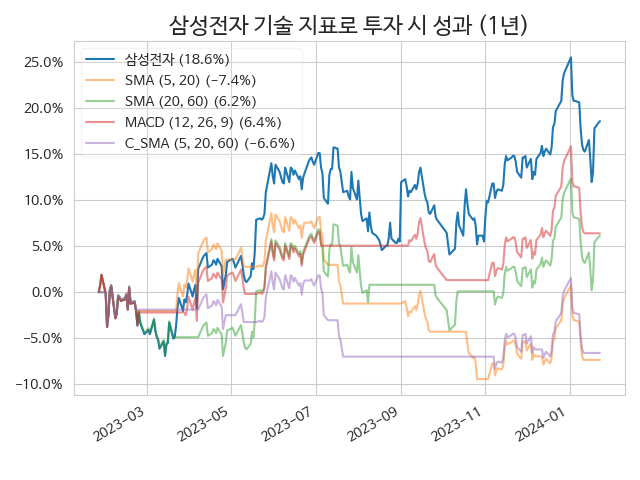 삼성전자 기술 지표로 투자 시 성과 (1년)
삼성전자 (18.6%)
SMA (5, 20) (−7.4%)
SMA (20, 60) (6.2%)
MACD (12, 26, 9) (6.4%)
C_SMA (5, 20, 60) (−6.6%)
25.0%
20.0%
15.0%
10.0%
5.0%
0.0%
−5.0%
−10.0%
2023-03
2023-05
2023-07
2023-09
2023-11
2024-01